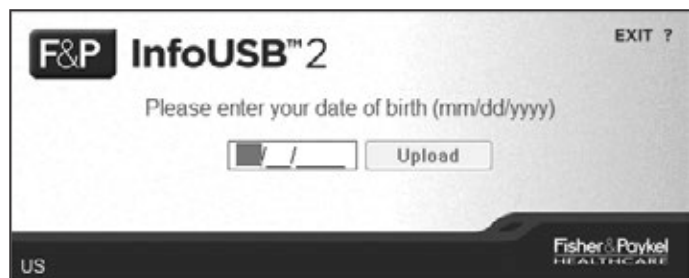 F&P InfoUSB™2
EXIT ?
Please enter your date of birth (mm/dd/yyyy)
__/__/____ Upload
US
Fisher&Paykel
HEALTHCARE